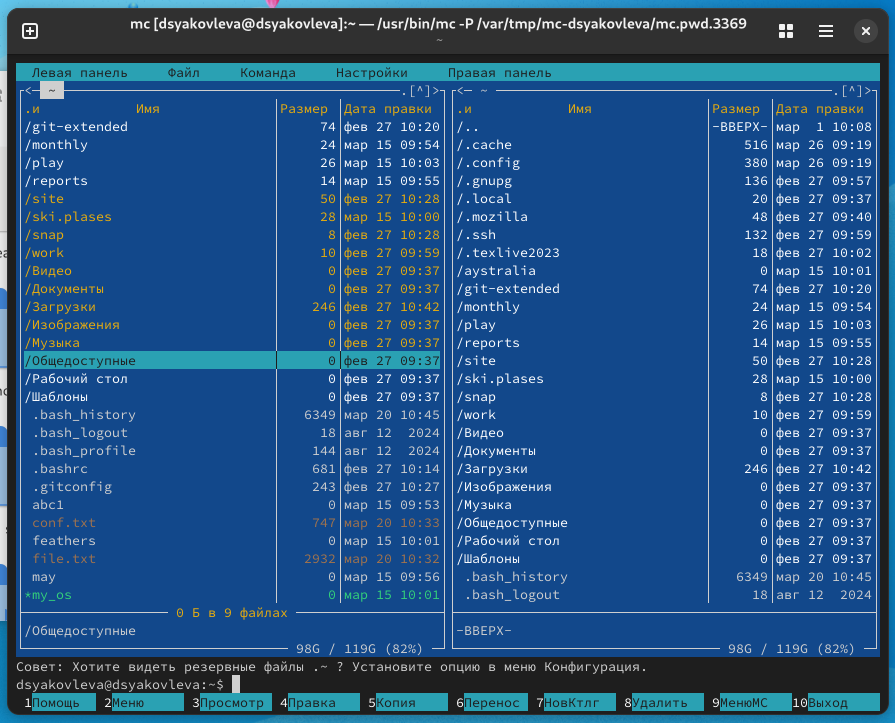 mc [dsyakovleva@dsyakovleva]:~ — /usr/bin/mc -P /var/tmp/mc-dsyakovleva/mc.pwd.3369
~
Левая панель Файл Команда Настройки Правая панель
<─ ~ .[^]>
.и Имя Размер Дата правки
/git-extended 74 фев 27 10:20
/monthly 24 мар 15 09:54
/play 26 мар 15 10:03
/reports 14 мар 15 09:55
/site 50 фев 27 10:28
/ski.plases 28 мар 15 10:00
/snap 8 фев 27 10:28
/work 10 фев 27 09:59
/Видео 0 фев 27 09:37
/Документы 0 фев 27 09:37
/Загрузки 246 фев 27 10:42
/Изображения 0 фев 27 09:37
/Музыка 0 фев 27 09:37
/Общедоступные 0 фев 27 09:37
/Рабочий стол 0 фев 27 09:37
/Шаблоны 0 фев 27 09:37
.bash_history 6349 мар 20 10:45
.bash_logout 18 авг 12 2024
.bash_profile 144 авг 12 2024
.bashrc 681 фев 27 10:14
.gitconfig 243 фев 27 10:27
abc1 0 мар 15 09:53
conf.txt 747 мар 20 10:33
feathers 0 мар 15 10:01
file.txt 2932 мар 20 10:32
may 0 мар 15 09:56
*my_os 0 мар 15 10:01
0 Б в 9 файлах
/Общедоступные
98G / 119G (82%)
<─ ~ .[^]>
.и Имя Размер Дата правки
/.. -ВВЕРХ- мар 1 10:08
/.cache 516 мар 26 09:19
/.config 380 мар 26 09:19
/.gnupg 136 фев 27 09:57
/.local 20 фев 27 09:37
/.mozilla 48 фев 27 09:40
/.ssh 132 фев 27 09:59
/.texlive2023 18 фев 27 10:02
/aystralia 0 мар 15 10:01
/git-extended 74 фев 27 10:20
/monthly 24 мар 15 09:54
/play 26 мар 15 10:03
/reports 14 мар 15 09:55
/site 50 фев 27 10:28
/ski.plases 28 мар 15 10:00
/snap 8 фев 27 10:28
/work 10 фев 27 09:59
/Видео 0 фев 27 09:37
/Документы 0 фев 27 09:37
/Загрузки 246 фев 27 10:42
/Изображения 0 фев 27 09:37
/Музыка 0 фев 27 09:37
/Общедоступные 0 фев 27 09:37
/Рабочий стол 0 фев 27 09:37
/Шаблоны 0 фев 27 09:37
.bash_history 6349 мар 20 10:45
.bash_logout 18 авг 12 2024
-ВВЕРХ-
98G / 119G (82%)
Совет: Хотите видеть резервные файлы .~ ? Установите опцию в меню Конфигурация.
dsyakovleva@dsyakovleva:~$
1Помощь 2Меню 3Просмотр 4Правка 5Копия 6Перенос 7НовКтлг 8Удалить 9МенюMC 10Выход